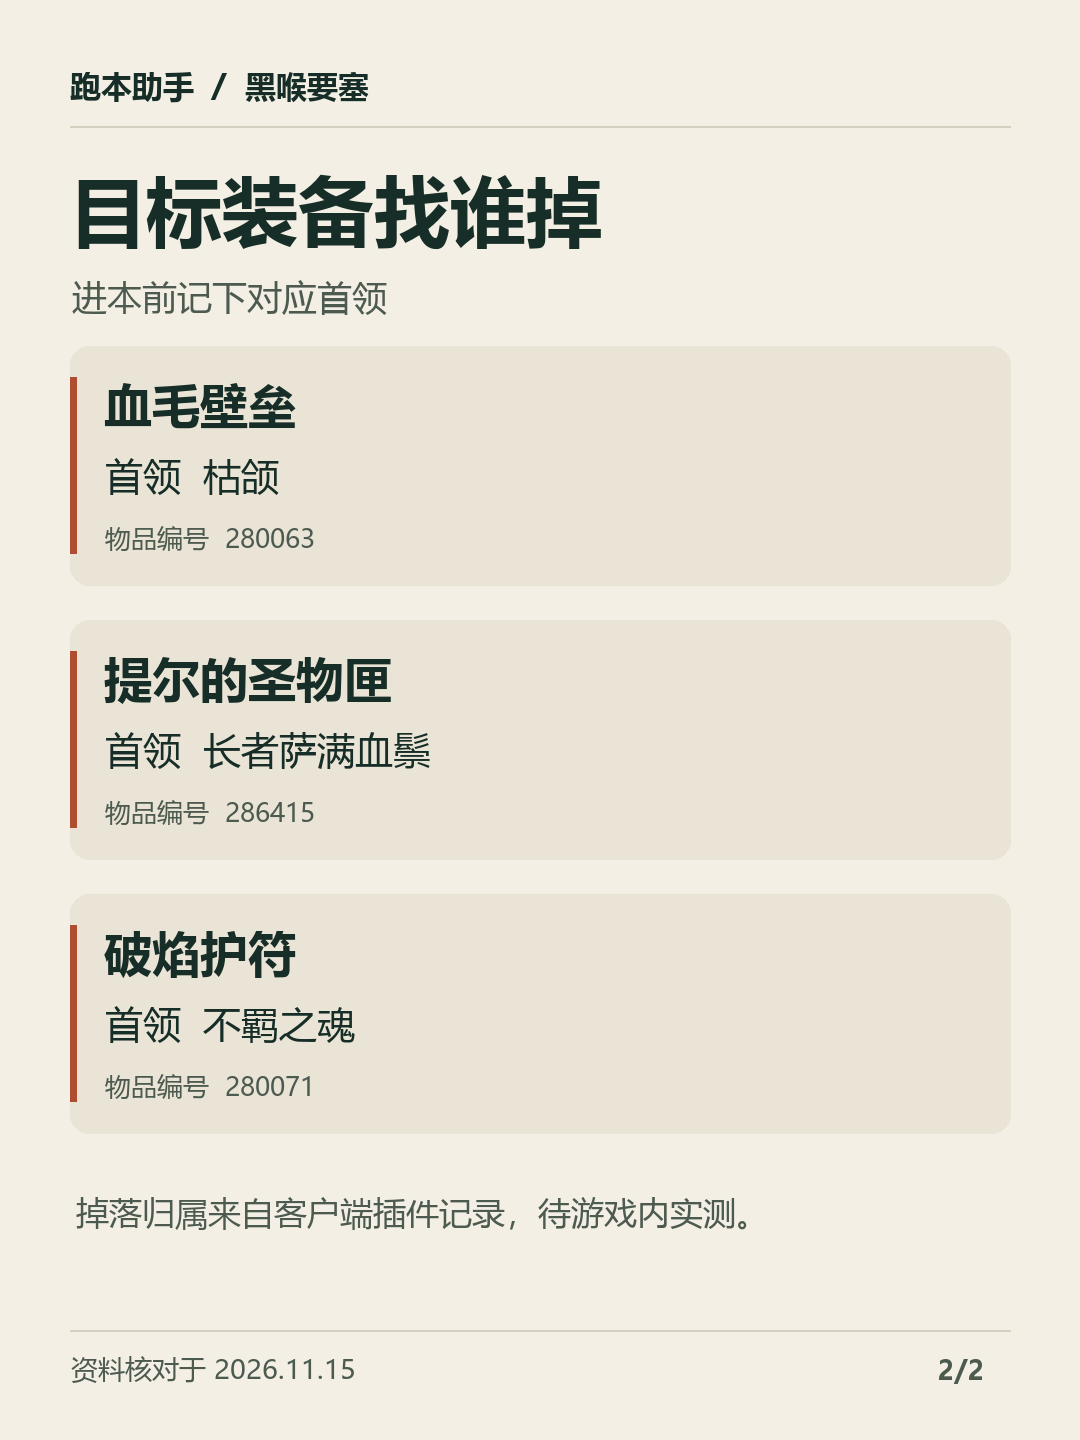 跑本助手 / 黑喉要塞
目标装备找谁掉
进本前记下对应首领
血毛壁垒
首领 枯颌
物品编号 280063
提尔的圣物匣
首领 长者萨满血鬃
物品编号 286415
破焰护符
首领 不羁之魂
物品编号 280071
掉落归属来自客户端插件记录，待游戏内实测。
资料核对于 2026.11.15
2/2